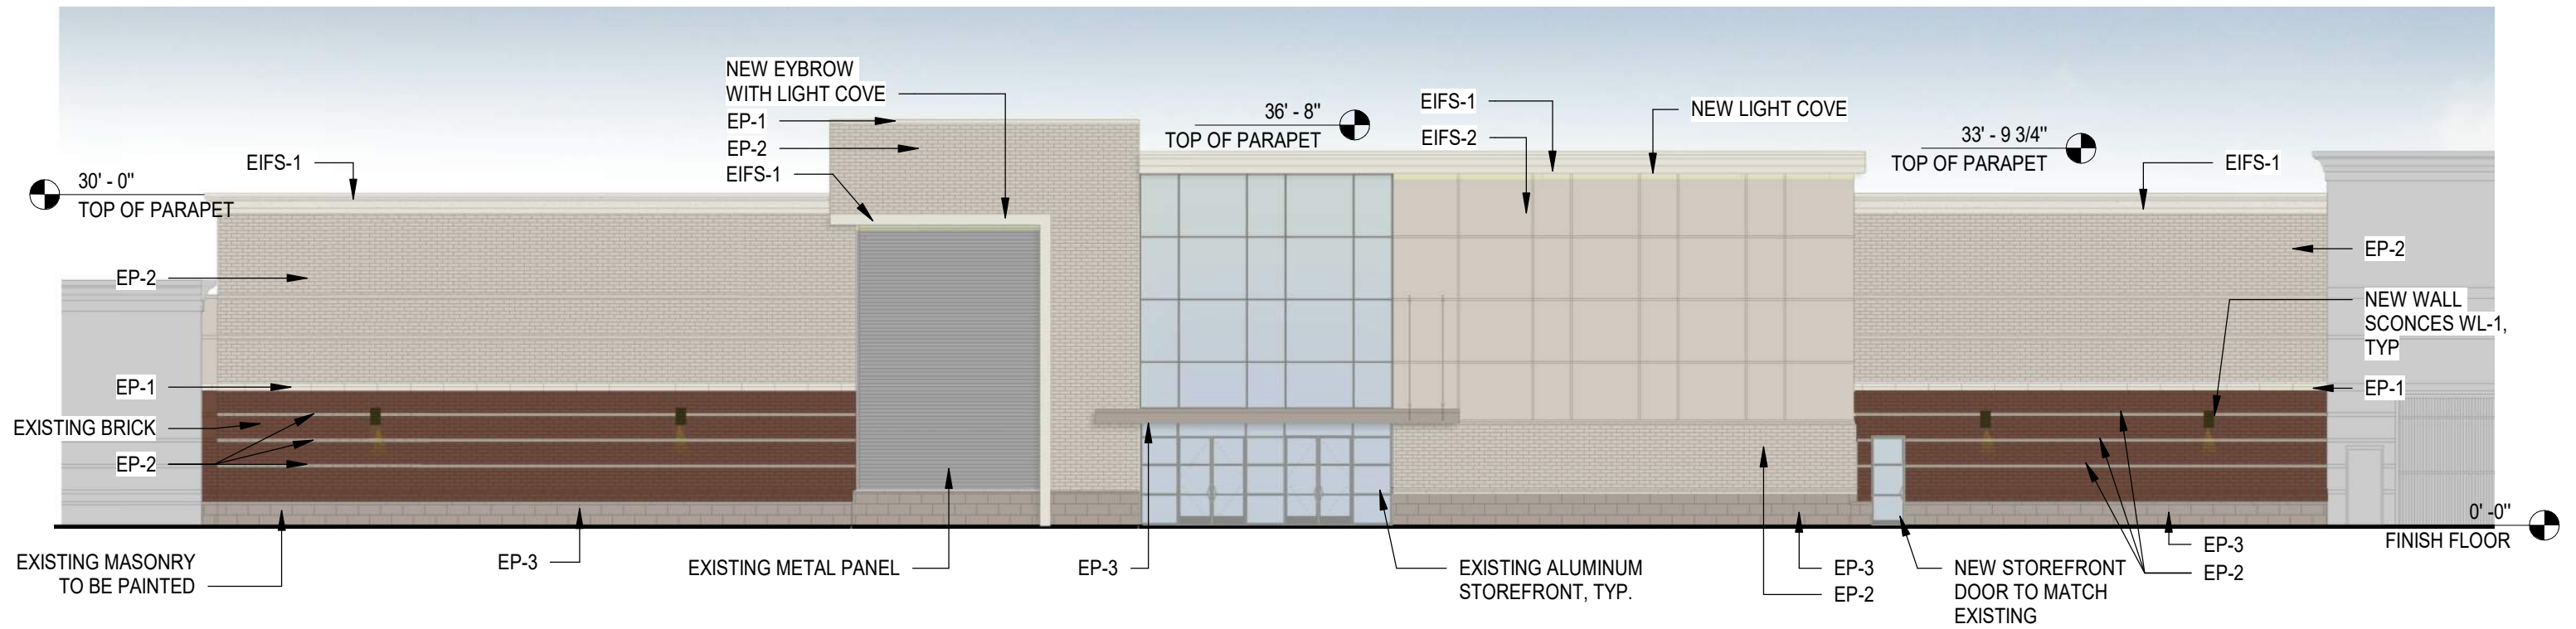 NEW EYBROW
WITH LIGHT COVE
EP-1
EP-2
EIFS-1
36' - 8"
TOP OF PARAPET
EIFS-1
EIFS-2
NEW LIGHT COVE
33' - 9 3/4"
TOP OF PARAPET
EIFS-1
EIFS-1
30' - 0"
TOP OF PARAPET
EP-2
EP-1
EXISTING BRICK
EP-2
EP-2
NEW WALL
SCONCES WL-1,
TYP
EP-1
0' -0"
FINISH FLOOR
EXISTING MASONRY
TO BE PAINTED
EP-3
EXISTING METAL PANEL
EP-3
EXISTING ALUMINUM
STOREFRONT, TYP.
EP-3
EP-2
NEW STOREFRONT
DOOR TO MATCH
EXISTING
EP-3
EP-2